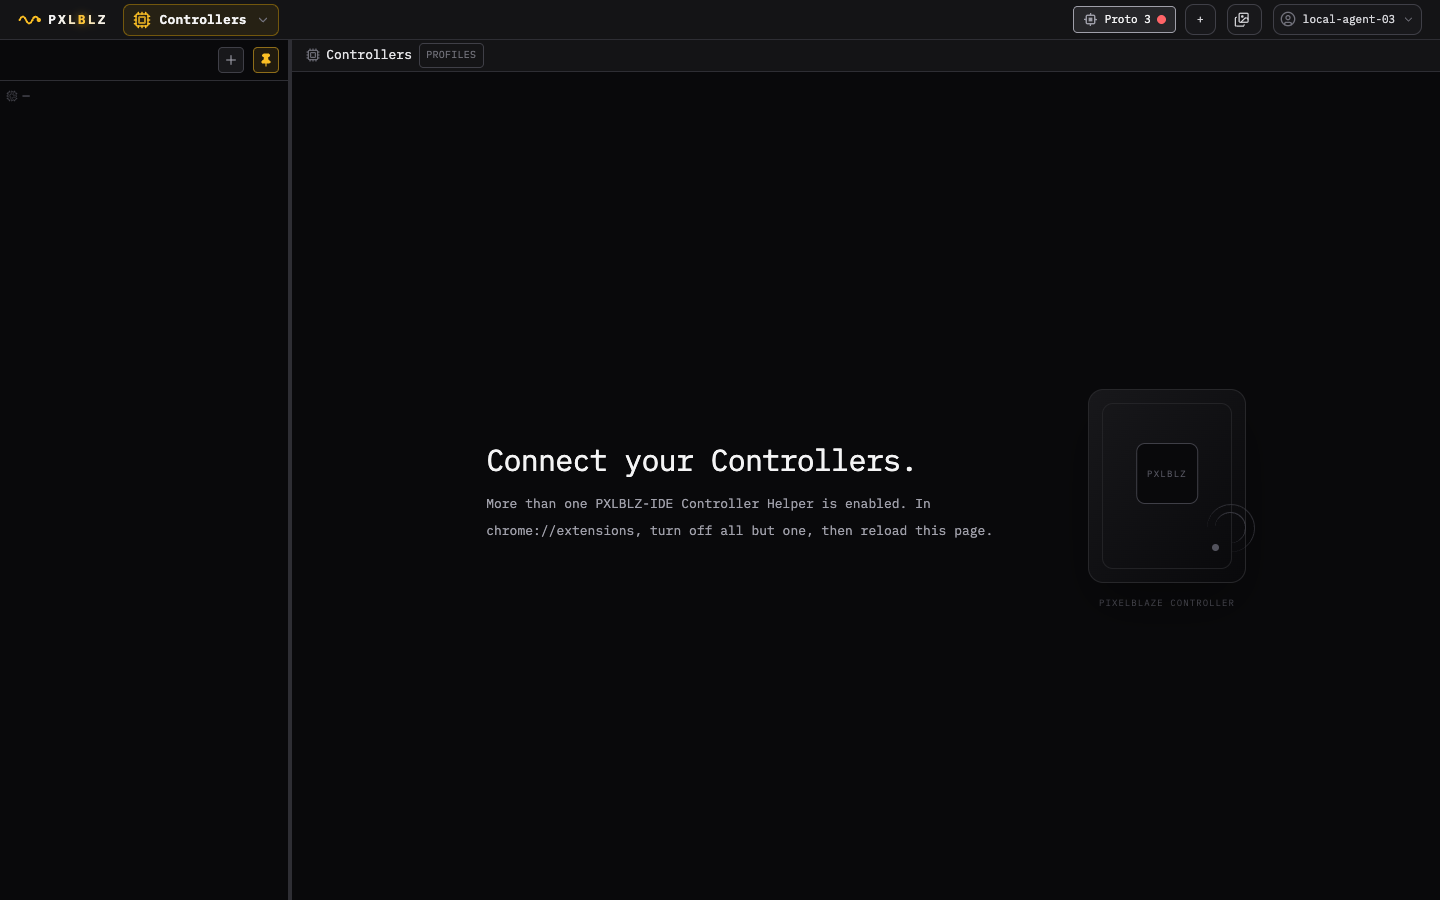 PXLBLZ
Controllers
Proto 3
+
local-agent-03
Controllers
PROFILES
—
Connect your Controllers.
More than one PXLBLZ-IDE Controller Helper is enabled. In
chrome://extensions, turn off all but one, then reload this page.
PXLBLZ
PIXELBLAZE CONTROLLER